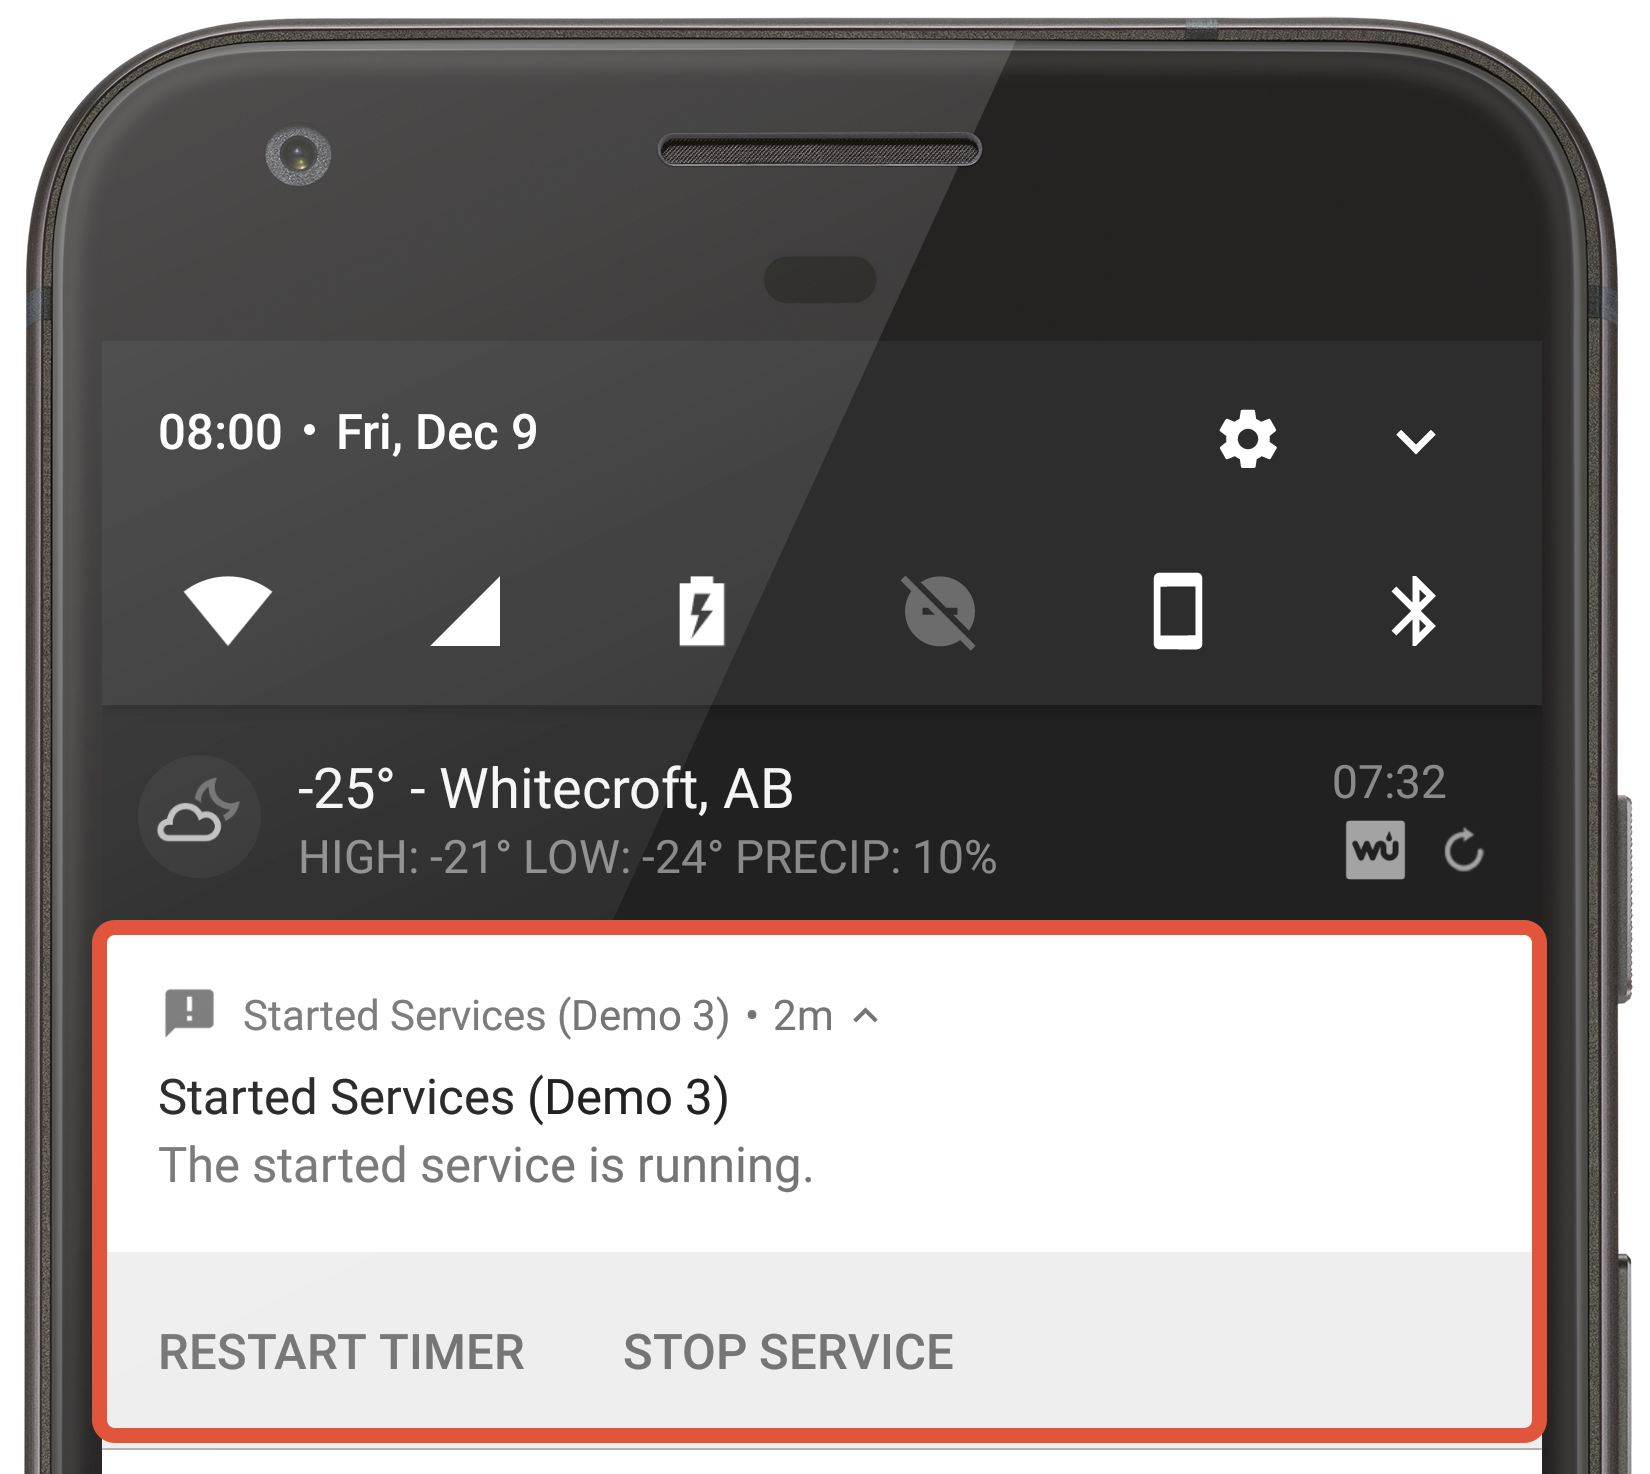 08:00 • Fri, Dec 9
-25° - Whitecroft, AB
07:32
HIGH: -21° LOW: -24° PRECIP: 10%
wu
Started Services (Demo 3) • 2m
Started Services (Demo 3)
The started service is running.
RESTART TIMER STOP SERVICE